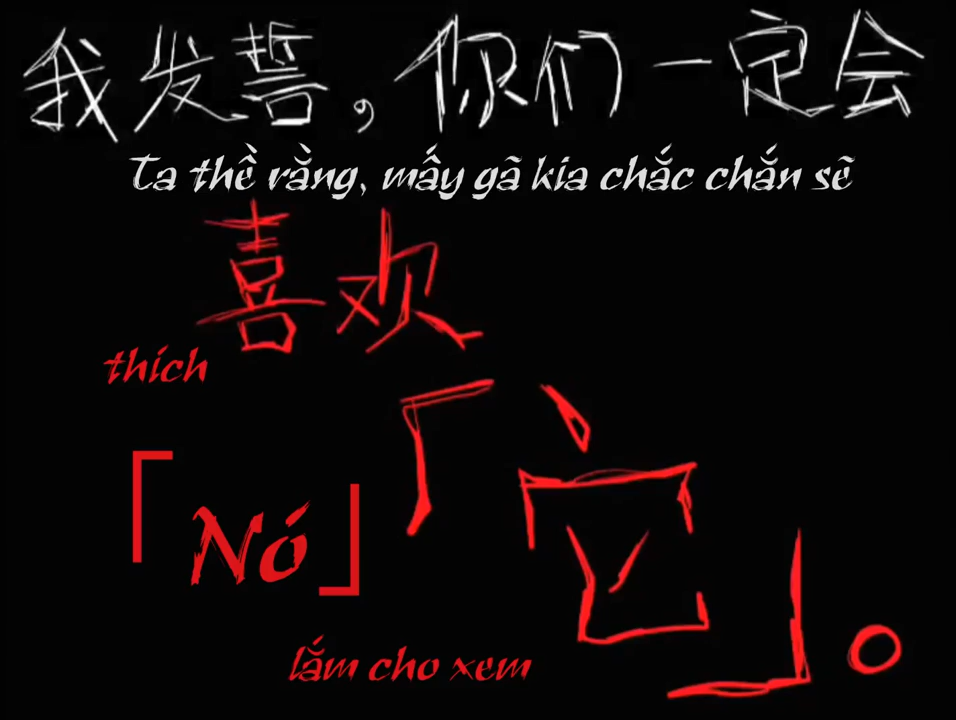 我发誓，你们一定会
Ta thề rằng, mấy gã kia chắc chắn sẽ
喜欢
thích
「它」。
「Nó」
lắm cho xem